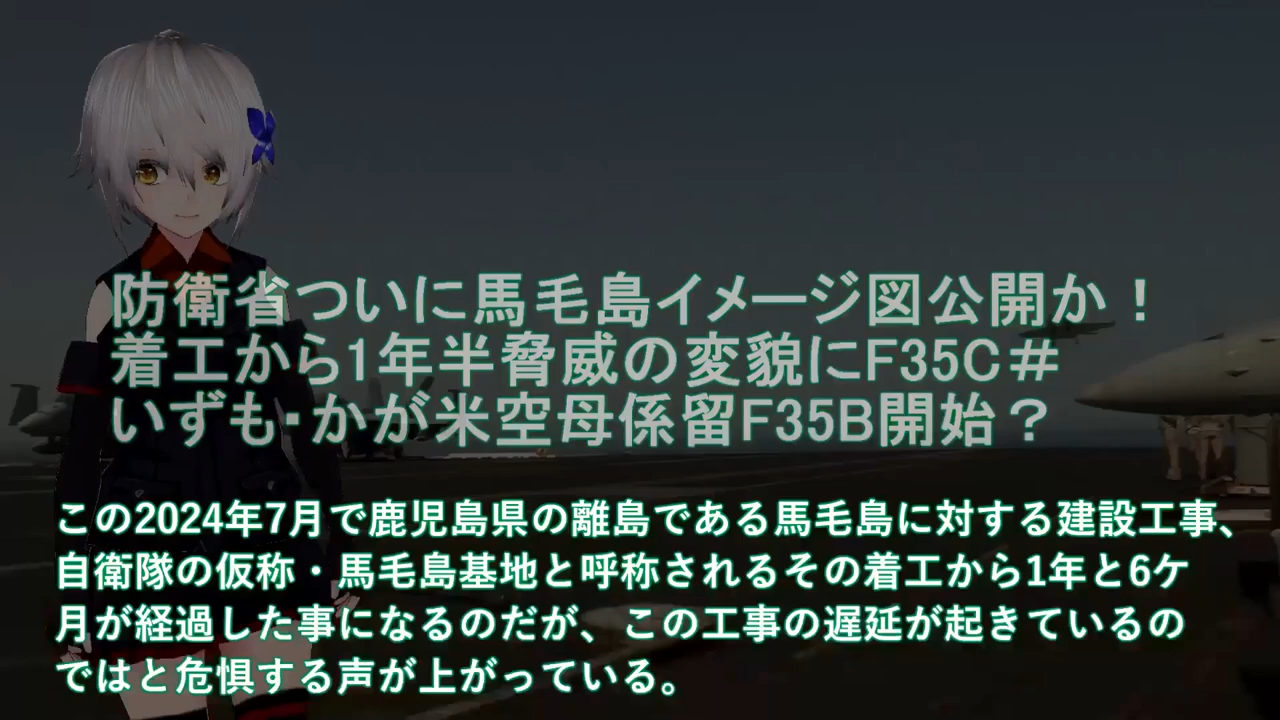 防衛省ついに馬毛島イメージ図公開か！
着工から1年半脅威の変貌にF35C＃
いずも・かが米空母係留F35B開始？
この2024年7月で鹿児島県の離島である馬毛島に対する建設工事、
自衛隊の仮称・馬毛島基地と呼称されるその着工から1年と6ケ
月が経過した事になるのだが、この工事の遅延が起きているの
ではと危惧する声が上がっている。